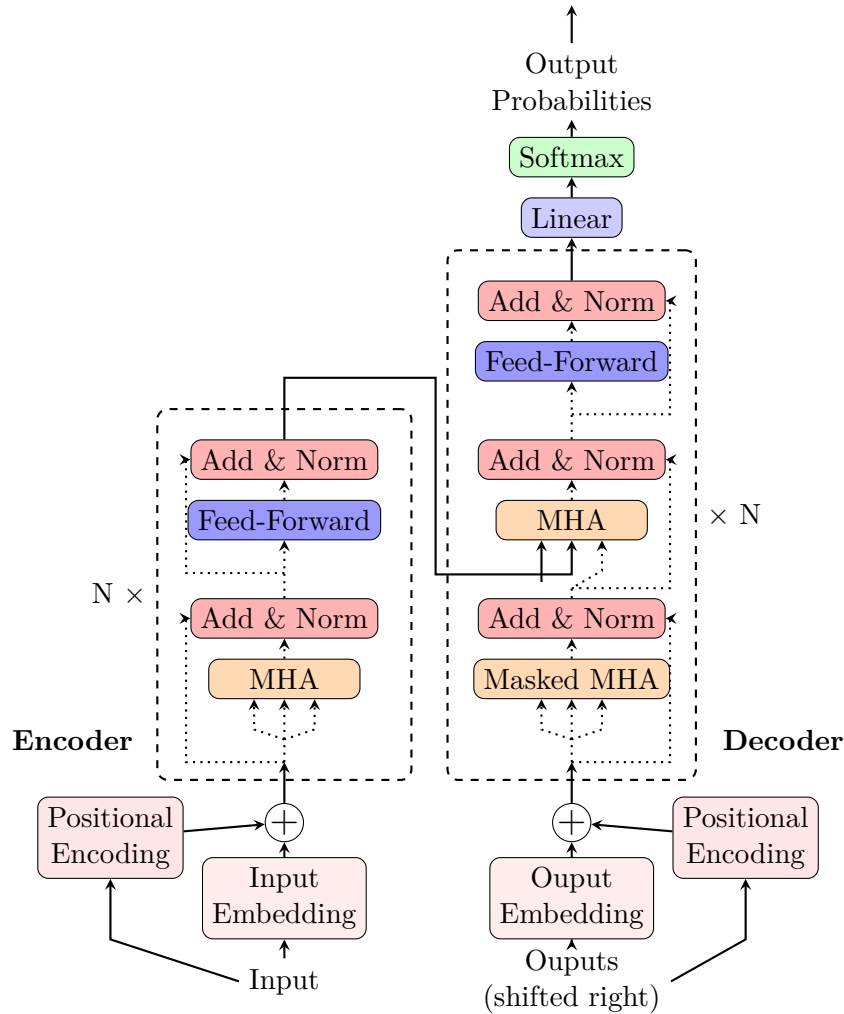 Output
Probabilities
Softmax
Linear
Add & Norm
Feed-Forward
Add & Norm
MHA
Add & Norm
Masked MHA
× N
Decoder
Add & Norm
Feed-Forward
Add & Norm
MHA
N ×
Encoder
Positional
Encoding
+
Input
Embedding
Input
+
Positional
Encoding
Ouput
Embedding
Ouputs
(shifted right)